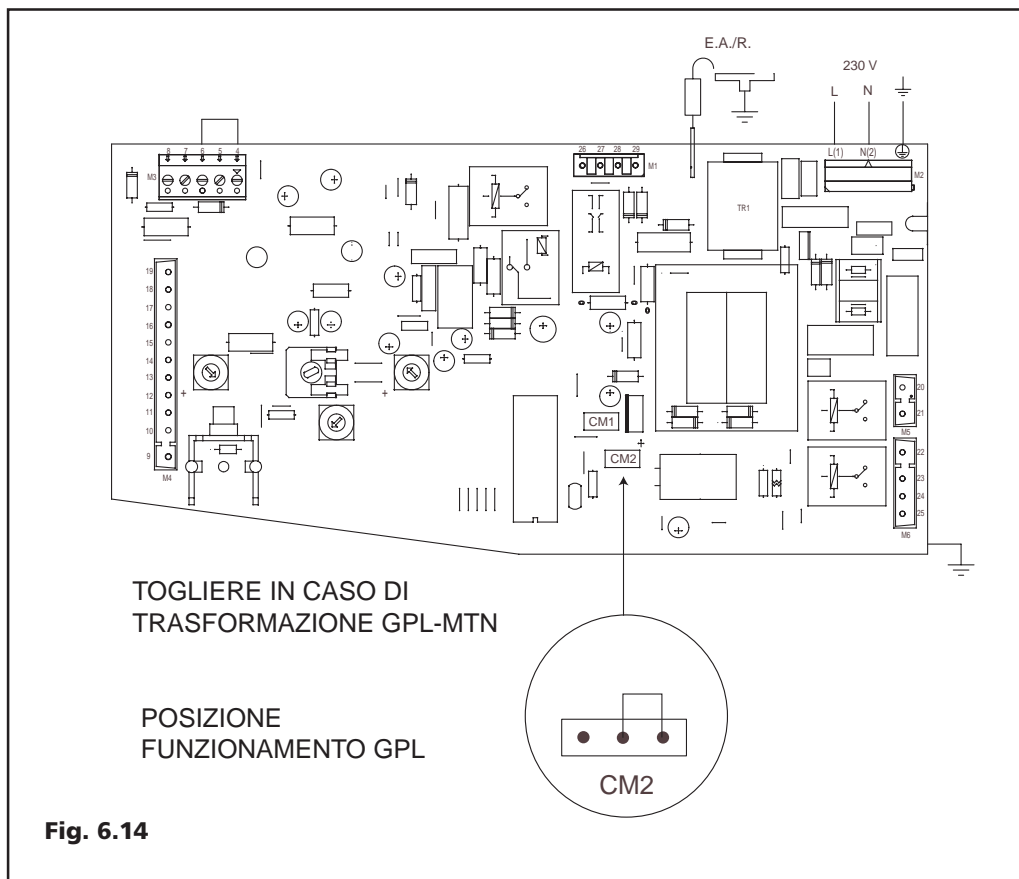 E.A./R.
230 V
L N
8 7 6 5 4
M3
26 27 28 29
M1
L(1) N(2)
M2
TR1
19
18
17
16
15
14
13
12
11
10
9
M4
+
+
+
CM1
CM2
20
21
M5
22
23
24
25
M6
TOGLIERE IN CASO DI
TRASFORMAZIONE GPL-MTN
POSIZIONE
FUNZIONAMENTO GPL
CM2
Fig. 6.14